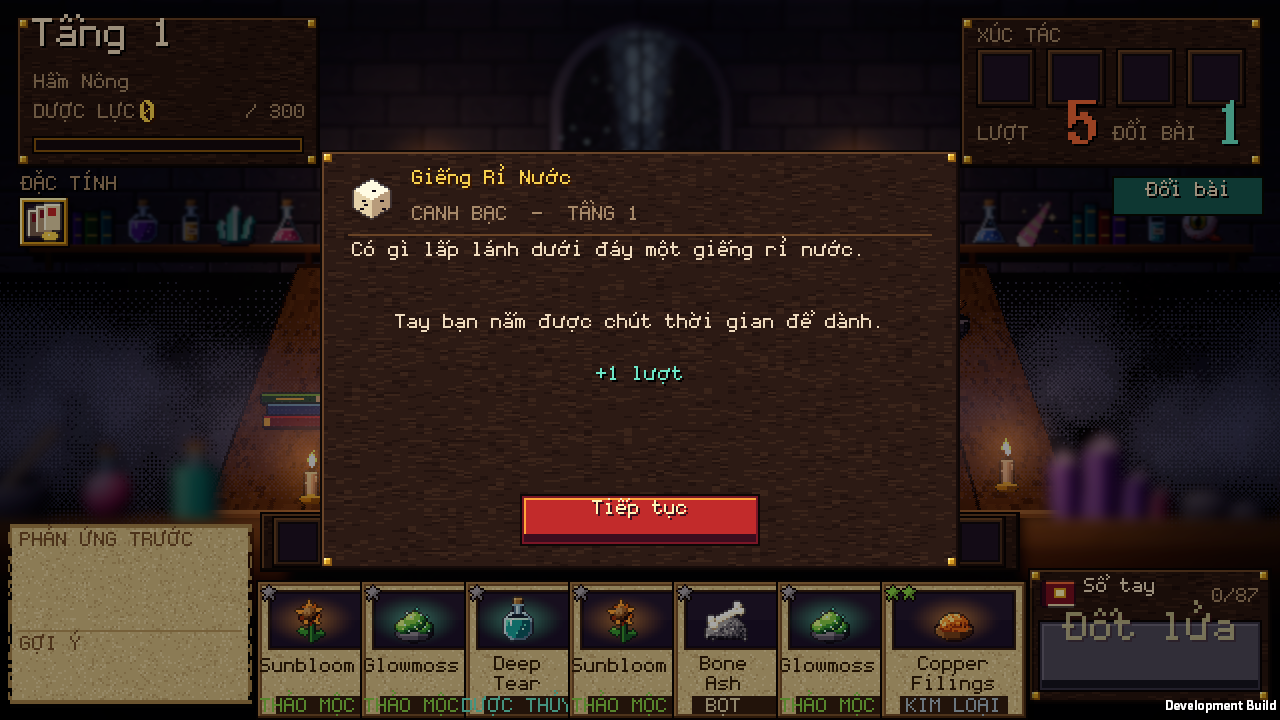 Tầng 1
Hầm Nông
DƯỢC LỰC 0 / 300
ĐẶC TÍNH
XÚC TÁC
LƯỢT 5 ĐỔI BÀI 1
Đổi bài
Giếng Rỉ Nước
CANH BẠC - TẦNG 1
Có gì lấp lánh dưới đáy một giếng rỉ nước.
Tay bạn nắm được chút thời gian để dành.
+1 lượt
Tiếp tục
PHẢN ỨNG TRƯỚC
GỢI Ý
Sunbloom
THẢO MỘC
Glowmoss
THẢO MỘC
Deep
Tear
DƯỢC THỦY
Sunbloom
THẢO MỘC
Bone
Ash
BỘT
Glowmoss
THẢO MỘC
Copper
Filings
KIM LOẠI
Sổ tay
0/87
Đốt lửa
Development Build